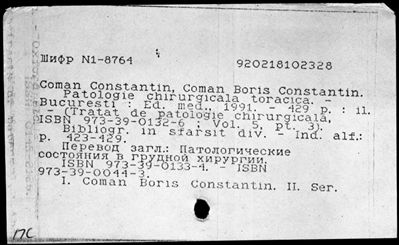 Шифр N1-8764
920218102328
Coman Constantin, Coman Boris Constantin.
Patologie chirurgicala toracica. -
Bucuresti : Ed. med., 1991. - 429 p. : il.
- (Tratat de patologie chirurgicala,
ISBN 973-39-0132-6 ; Vol. 5, pt. 3).
Bibliogr. in sfarsit div. - Ind. alf.:
p. 423-429.
Перевод загл.: Патологические
состояния в грудной хирургии.
ISBN 973-39-0133-4. - ISBN
973-39-0044-3.
I. Coman Boris Constantin. II. Ser.
17C